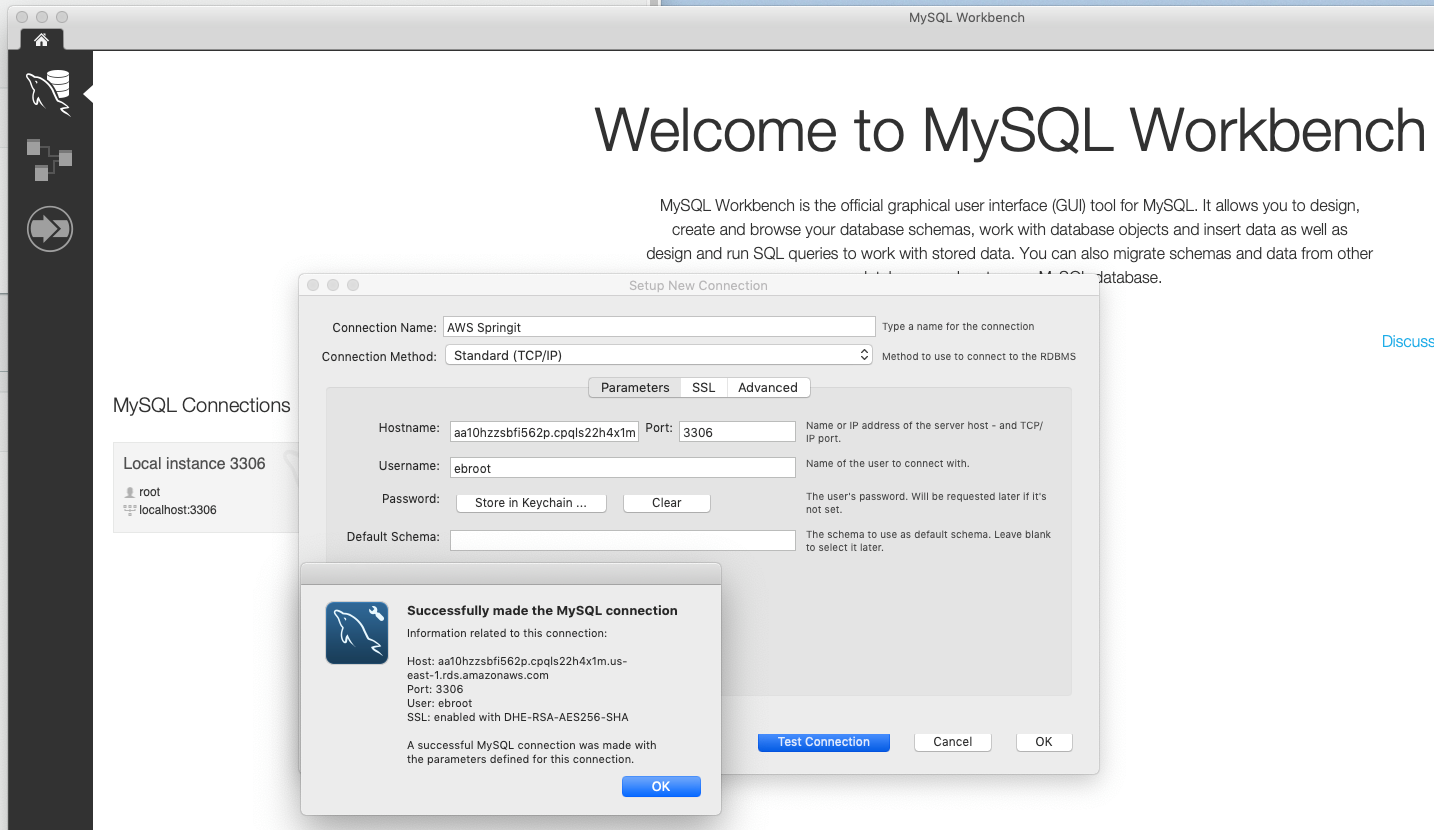 MySQL Workbench
Welcome to MySQL Workbench
MySQL Workbench is the official graphical user interface (GUI) tool for MySQL. It allows you to design,
create and browse your database schemas, work with database objects and insert data as well as
design and run SQL queries to work with stored data. You can also migrate schemas and data from other
database.
Discuss
MySQL Connections
Local instance 3306
root
localhost:3306
Setup New Connection
Connection Name: AWS Springit Type a name for the connection
Connection Method: Standard (TCP/IP) Method to use to connect to the RDBMS
Parameters SSL Advanced
Hostname: aa10hzzsbfi562p.cpqls22h4x1m Port: 3306 Name or IP address of the server host - and TCP/
IP port.
Username: ebroot Name of the user to connect with.
Password: Store in Keychain ... Clear The user's password. Will be requested later if it's
not set.
Default Schema: The schema to use as default schema. Leave blank
to select it later.
Test Connection Cancel OK
Successfully made the MySQL connection
Information related to this connection:
Host: aa10hzzsbfi562p.cpqls22h4x1m.us-
east-1.rds.amazonaws.com
Port: 3306
User: ebroot
SSL: enabled with DHE-RSA-AES256-SHA
A successful MySQL connection was made with
the parameters defined for this connection.
OK